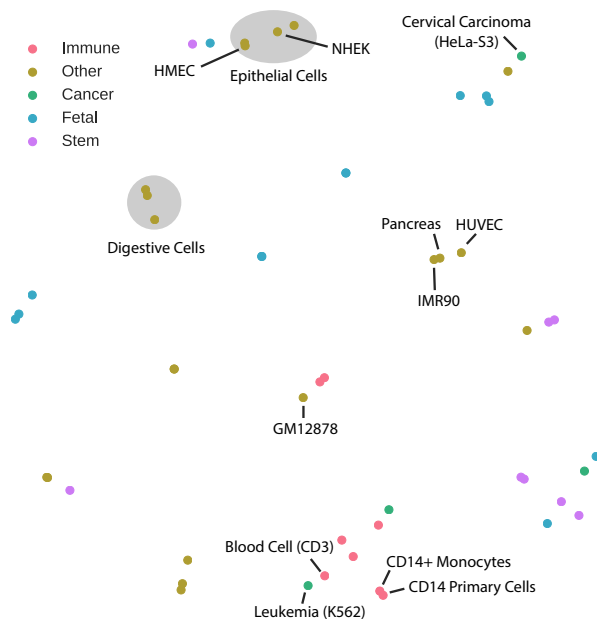 Immune
Other
Cancer
Fetal
Stem
HMEC
NHEK
Epithelial Cells
Cervical Carcinoma
(HeLa-S3)
Digestive Cells
Pancreas
HUVEC
IMR90
GM12878
Blood Cell (CD3)
CD14+ Monocytes
CD14 Primary Cells
Leukemia (K562)